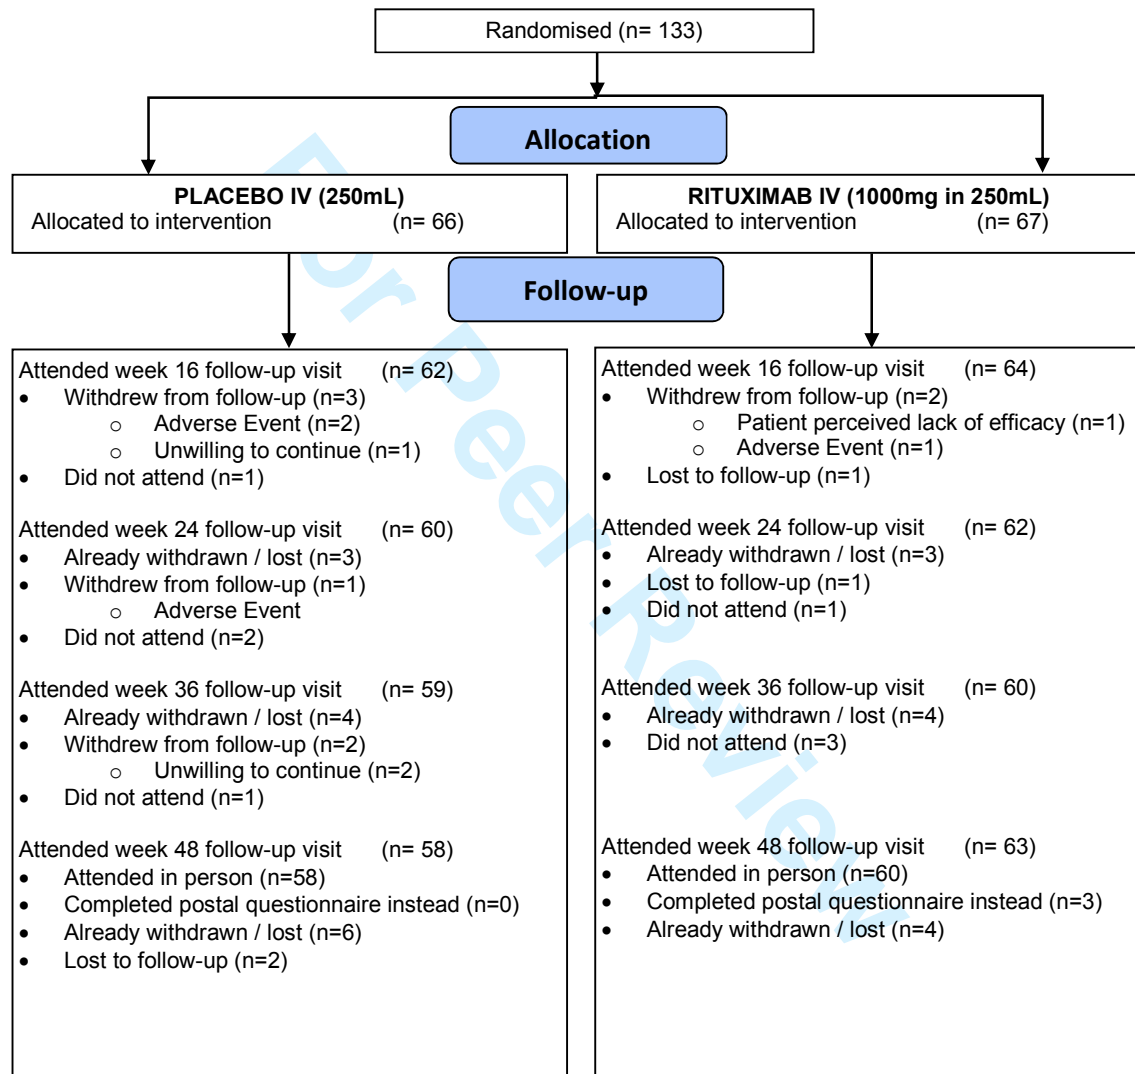 Randomised (n= 133)
Allocation
PLACEBO IV (250mL)
Allocated to intervention (n= 66)
RITUXIMAB IV (1000mg in 250mL)
Allocated to intervention (n= 67)
Follow-up
Attended week 16 follow-up visit (n= 62)
• Withdrew from follow-up (n=3)
o Adverse Event (n=2)
o Unwilling to continue (n=1)
• Did not attend (n=1)
Attended week 24 follow-up visit (n= 60)
• Already withdrawn / lost (n=3)
• Withdrew from follow-up (n=1)
o Adverse Event
• Did not attend (n=2)
Attended week 36 follow-up visit (n= 59)
• Already withdrawn / lost (n=4)
• Withdrew from follow-up (n=2)
o Unwilling to continue (n=2)
• Did not attend (n=1)
Attended week 48 follow-up visit (n= 58)
• Attended in person (n=58)
• Completed postal questionnaire instead (n=0)
• Already withdrawn / lost (n=6)
• Lost to follow-up (n=2)
Attended week 16 follow-up visit (n= 64)
• Withdrew from follow-up (n=2)
o Patient perceived lack of efficacy (n=1)
o Adverse Event (n=1)
• Lost to follow-up (n=1)
Attended week 24 follow-up visit (n= 62)
• Already withdrawn / lost (n=3)
• Lost to follow-up (n=1)
• Did not attend (n=1)
Attended week 36 follow-up visit (n= 60)
• Already withdrawn / lost (n=4)
• Did not attend (n=3)
Attended week 48 follow-up visit (n= 63)
• Attended in person (n=60)
• Completed postal questionnaire instead (n=3)
• Already withdrawn / lost (n=4)
For Peer Review